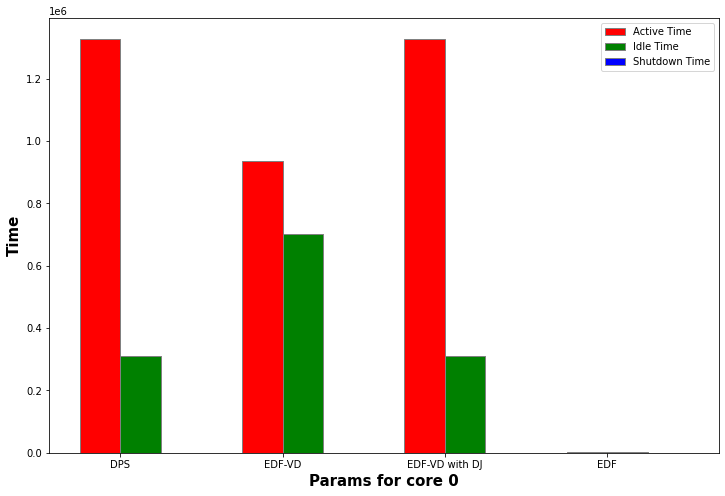 1e6
Active Time
Idle Time
Shutdown Time
1.2
1.0
0.8
0.6
0.4
0.2
0.0
Time
DPS
EDF-VD
EDF-VD with DJ
EDF
Params for core 0